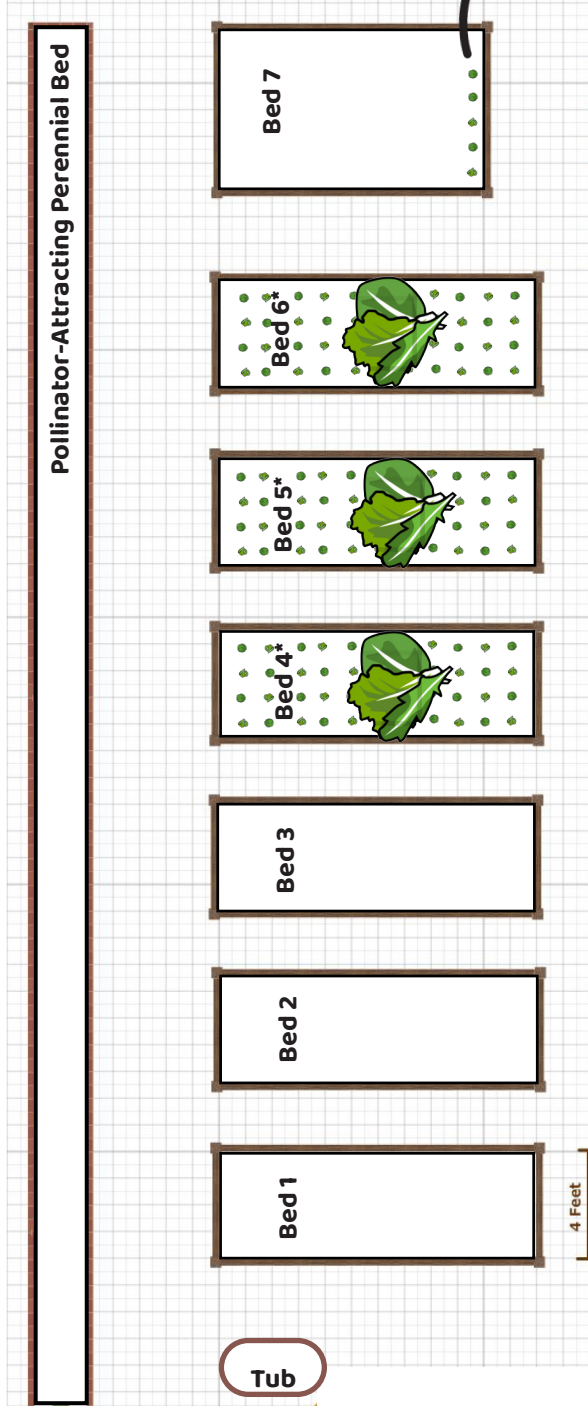 Pollinator-Attracting Perennial Bed
Bed 7
Bed 6*
Bed 5*
Bed 4*
Bed 3
Bed 2
Bed 1
4 Feet
Tub